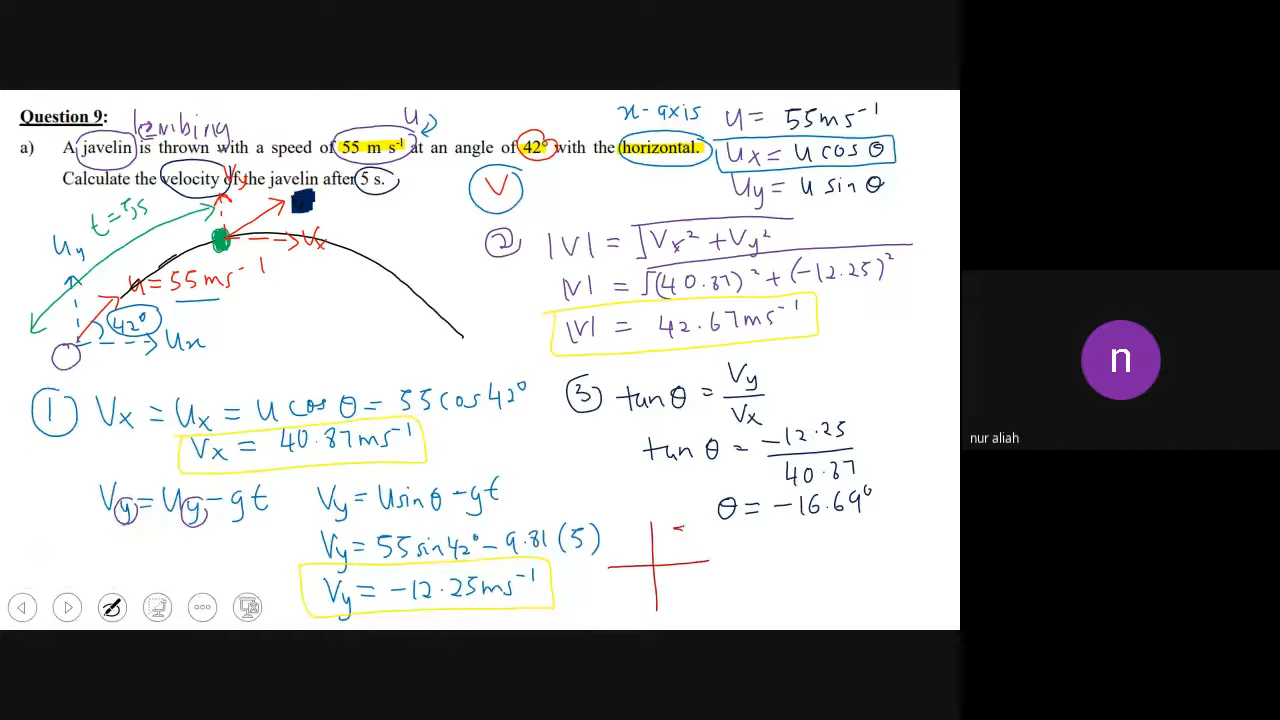 Question 9:
lembing
u
a) A javelin is thrown with a speed of 55 m s-1 at an angle of 42° with the horizontal.
Calculate the velocity of the javelin after 5 s.
x-axis
u = 55ms-1
Ux = u cos θ
Uy = u sin θ
V
Vy
Vx
t=5s
Uy
u = 55ms-1
42°
Ux
① Vx = Ux = u cos θ = 55 cos 42°
Vx = 40.87ms-1
Vy = Uy - gt
Vy = Usinθ - gt
Vy = 55 sin 42° - 9.81 (5)
Vy = -12.25ms-1
② |V| = √Vx² + Vy²
|V| = √(40.87)² + (-12.25)²
|V| = 42.67ms-1
③ tanθ = Vy/Vx
tan θ = -12.25/40.87
θ = -16.69°
n
nur aliah